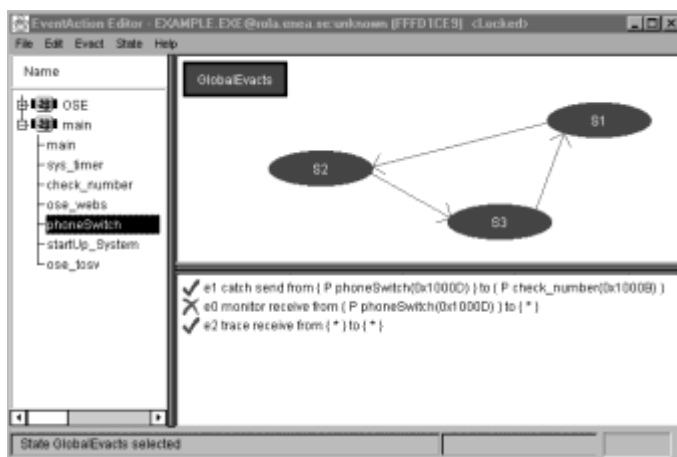 EventAction Editor - EXAMPLE.EXE@rola.enea.se:unknown (FFFD1CE9) <Locked>
File Edit Evact State Help
Name
OSE
main
main
sys_timer
check_number
ose_webs
phoneSwitch
startUp_System
ose_tosv
GlobalEvacts
S1
S2
S3
e1 catch send from ( P phoneSwitch(0x1000D) ) to ( P check_number(0x1000B) )
e0 monitor receive from ( P phoneSwitch(0x1000D) ) to ( * )
e2 trace receive from ( * ) to ( * )
State GlobalEvacts selected